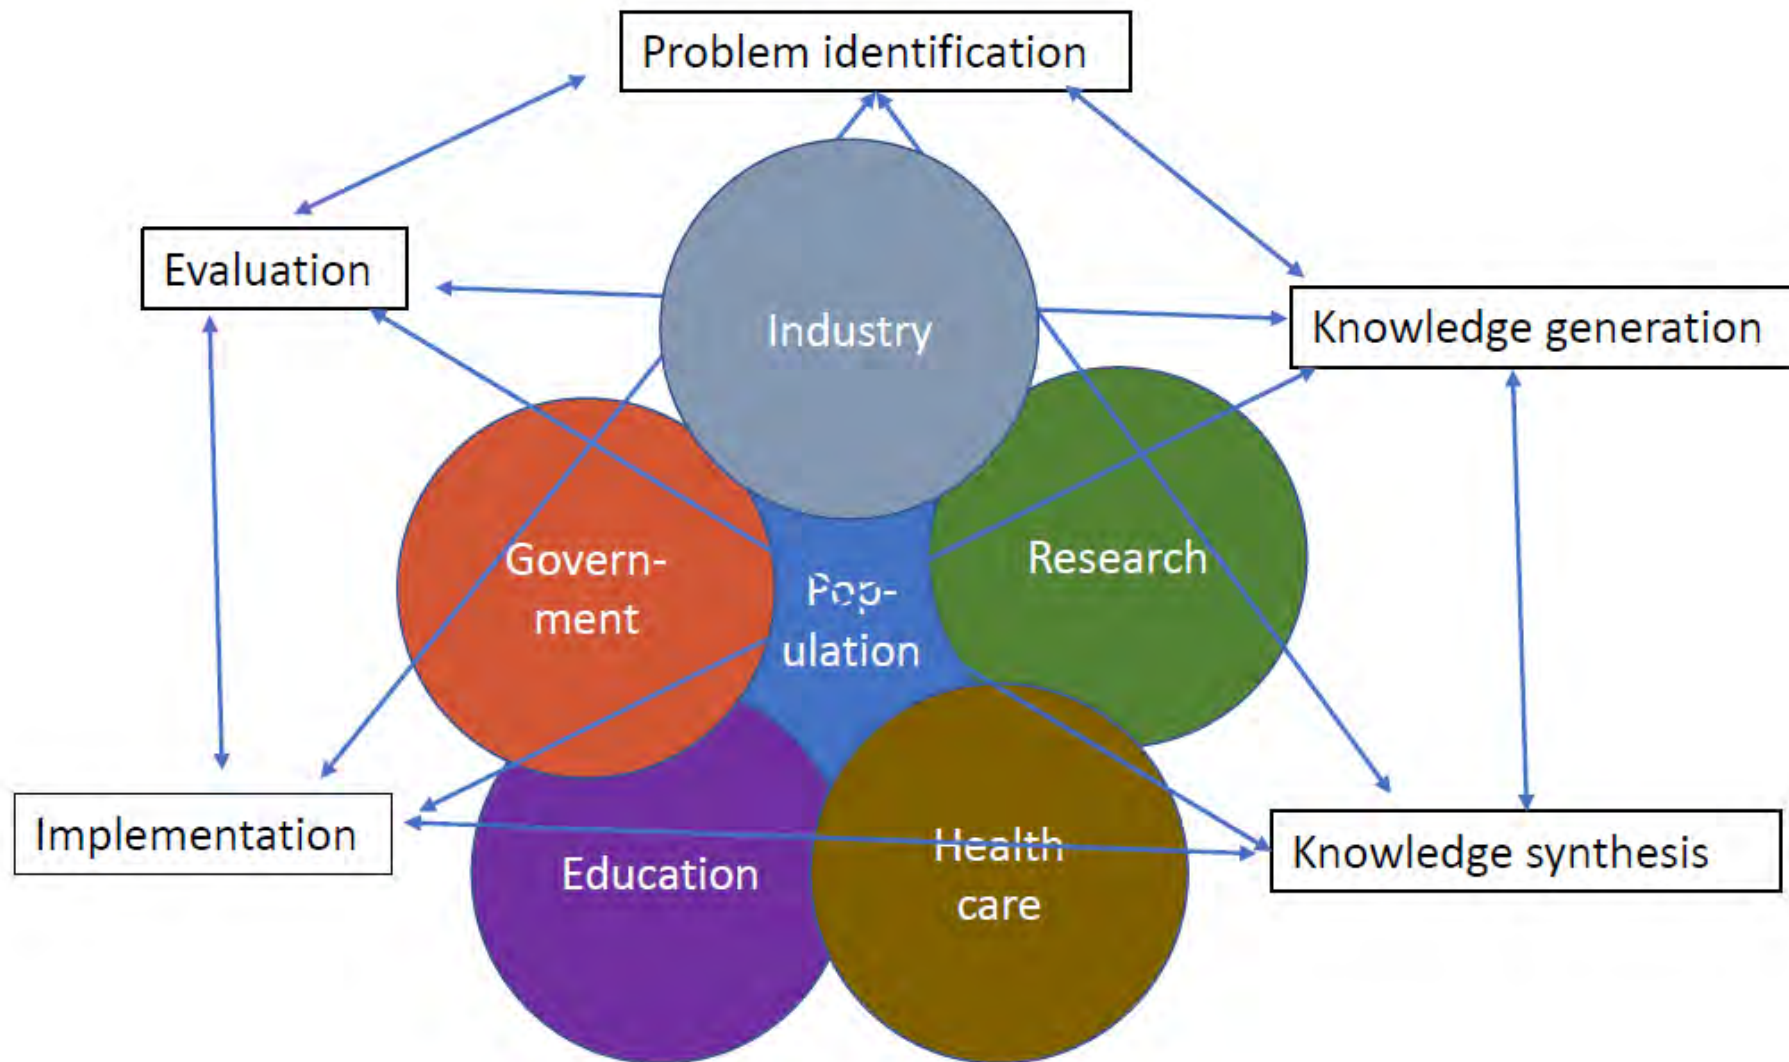 Problem identification
Evaluation
Industry
Knowledge generation
Govern-
ment
Pop-
ulation
Research
Implementation
Education
Health
care
Knowledge synthesis